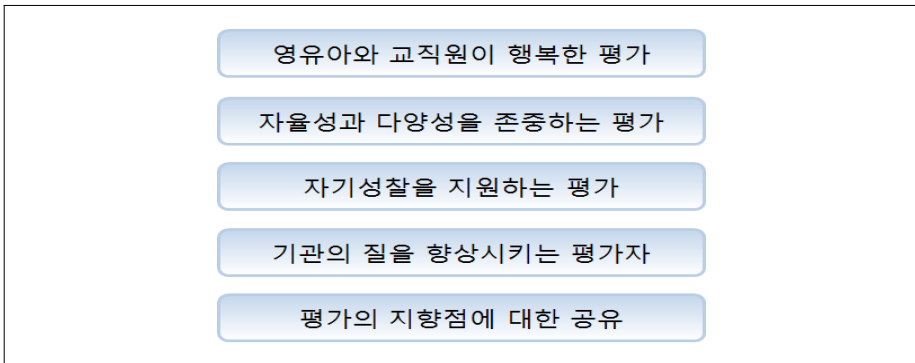 영유아와 교직원이 행복한 평가
자율성과 다양성을 존중하는 평가
자기성찰을 지원하는 평가
기관의 질을 향상시키는 평가자
평가의 지향점에 대한 공유